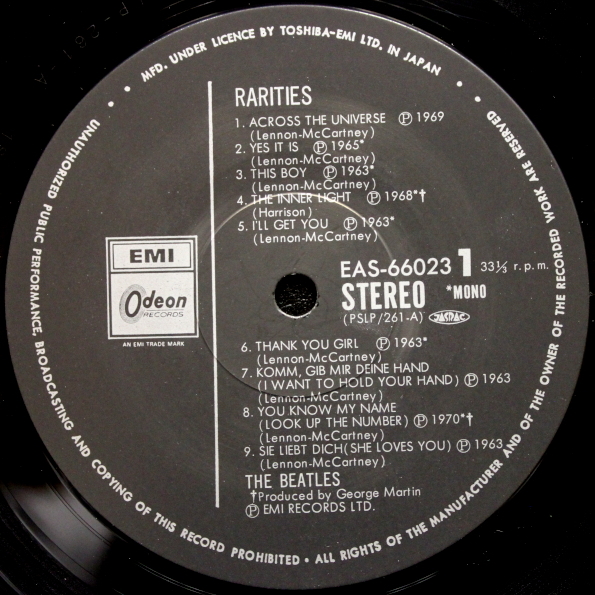 MFD. UNDER LICENCE BY TOSHIBA-EMI LTD. IN JAPAN
RARITIES
1. ACROSS THE UNIVERSE Ⓟ 1969
(Lennon-McCartney)
2. YES IT IS Ⓟ 1965*
(Lennon-McCartney)
3. THIS BOY Ⓟ 1963*
(Lennon-McCartney)
4. THE INNER LIGHT Ⓟ 1968*†
(Harrison)
5. I'LL GET YOU Ⓟ 1963*
(Lennon-McCartney)
EMI
Odeon
RECORDS
AN EMI TRADE MARK
EAS-66023 1 33⅓ r.p.m.
STEREO *MONO
(PSLP/261-A) JASRAC
6. THANK YOU GIRL Ⓟ 1963*
(Lennon-McCartney)
7. KOMM, GIB MIR DEINE HAND
(I WANT TO HOLD YOUR HAND) Ⓟ 1963
(Lennon-McCartney)
8. YOU KNOW MY NAME
(LOOK UP THE NUMBER) Ⓟ 1970*†
(Lennon-McCartney)
9. SIE LIEBT DICH(SHE LOVES YOU) Ⓟ 1963
(Lennon-McCartney)
THE BEATLES
†Produced by George Martin
Ⓟ EMI RECORDS LTD.
UNAUTHORIZED PUBLIC PERFORMANCE, BROADCASTING AND COPYING OF THIS RECORD PROHIBITED • ALL RIGHTS OF THE MANUFACTURER AND OF THE OWNER OF THE RECORDED WORK ARE RESERVED